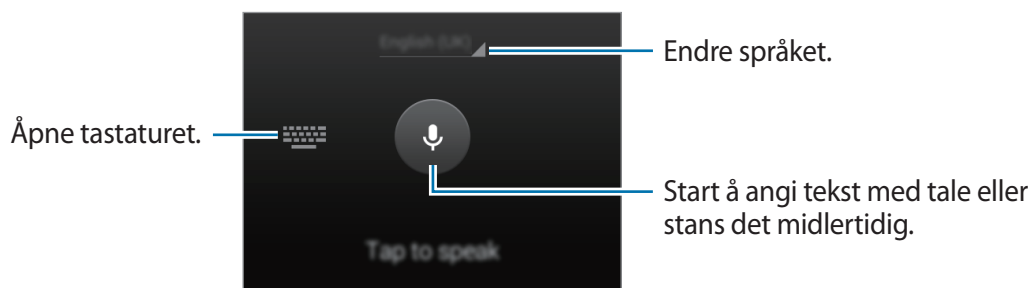 English (UK)
Endre språket.
Åpne tastaturet.
Start å angi tekst med tale eller
stans det midlertidig.
Tap to speak